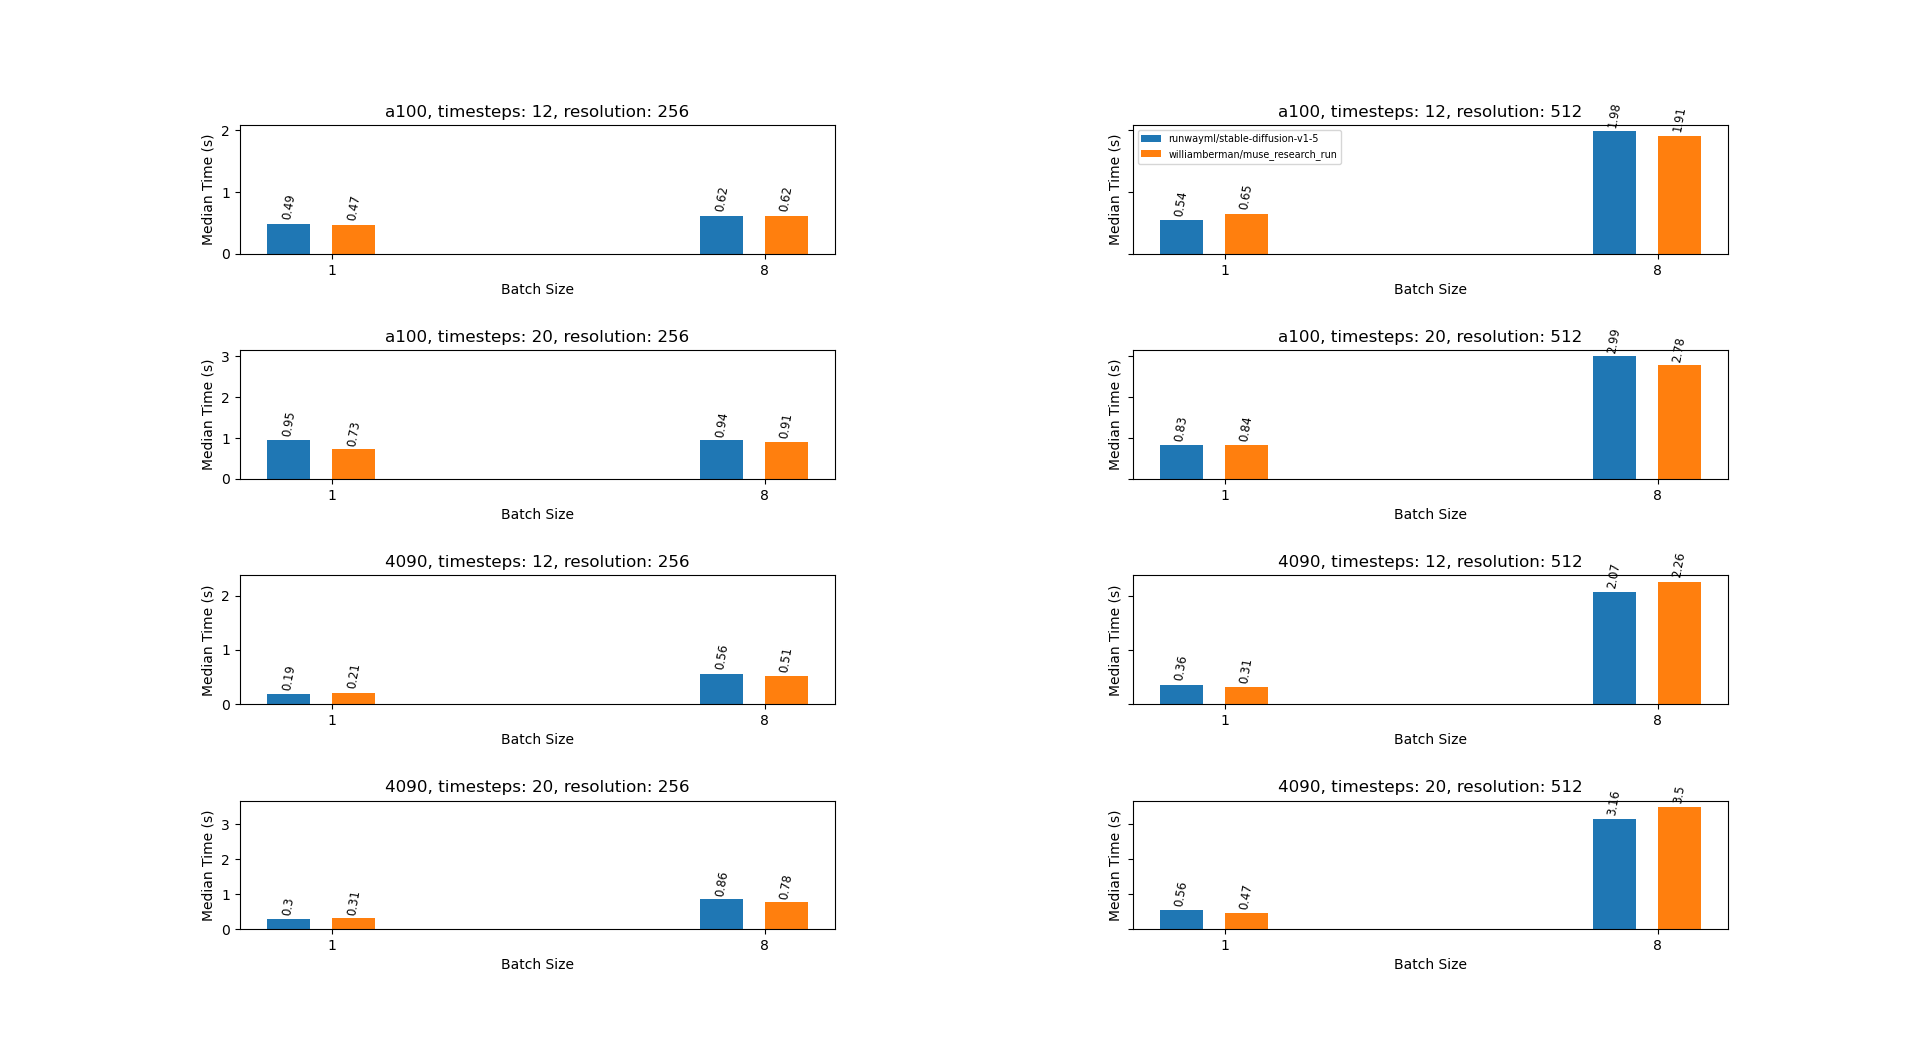 a100, timesteps: 12, resolution: 256
Median Time (s)
2
1
0
0.49
0.47
0.62
0.62
1
8
Batch Size
a100, timesteps: 12, resolution: 512
Median Time (s)
runwayml/stable-diffusion-v1-5
williamberman/muse_research_run
0.54
0.65
1.98
1.91
1
8
Batch Size
a100, timesteps: 20, resolution: 256
Median Time (s)
3
2
1
0
0.95
0.73
0.94
0.91
1
8
Batch Size
a100, timesteps: 20, resolution: 512
Median Time (s)
0.83
0.84
2.99
2.78
1
8
Batch Size
4090, timesteps: 12, resolution: 256
Median Time (s)
2
1
0
0.19
0.21
0.56
0.51
1
8
Batch Size
4090, timesteps: 12, resolution: 512
Median Time (s)
0.36
0.31
2.07
2.26
1
8
Batch Size
4090, timesteps: 20, resolution: 256
Median Time (s)
3
2
1
0
0.3
0.31
0.86
0.78
1
8
Batch Size
4090, timesteps: 20, resolution: 512
Median Time (s)
0.56
0.47
3.16
3.5
1
8
Batch Size